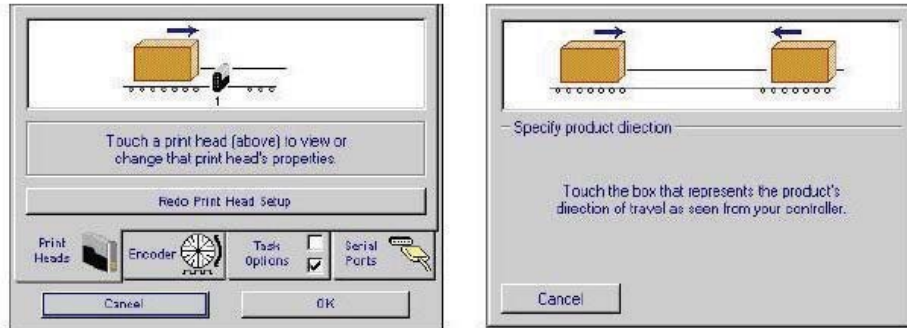 1
Touch a print head (above) to view or
change that print head's properties.
Redo Print Head Setup
Print
Heads
Encoder
Task
Options
Serial
Ports
Cancel
OK
Specify product direction
Touch the box that represents the product's
direction of travel as seen from your controller.
Cancel